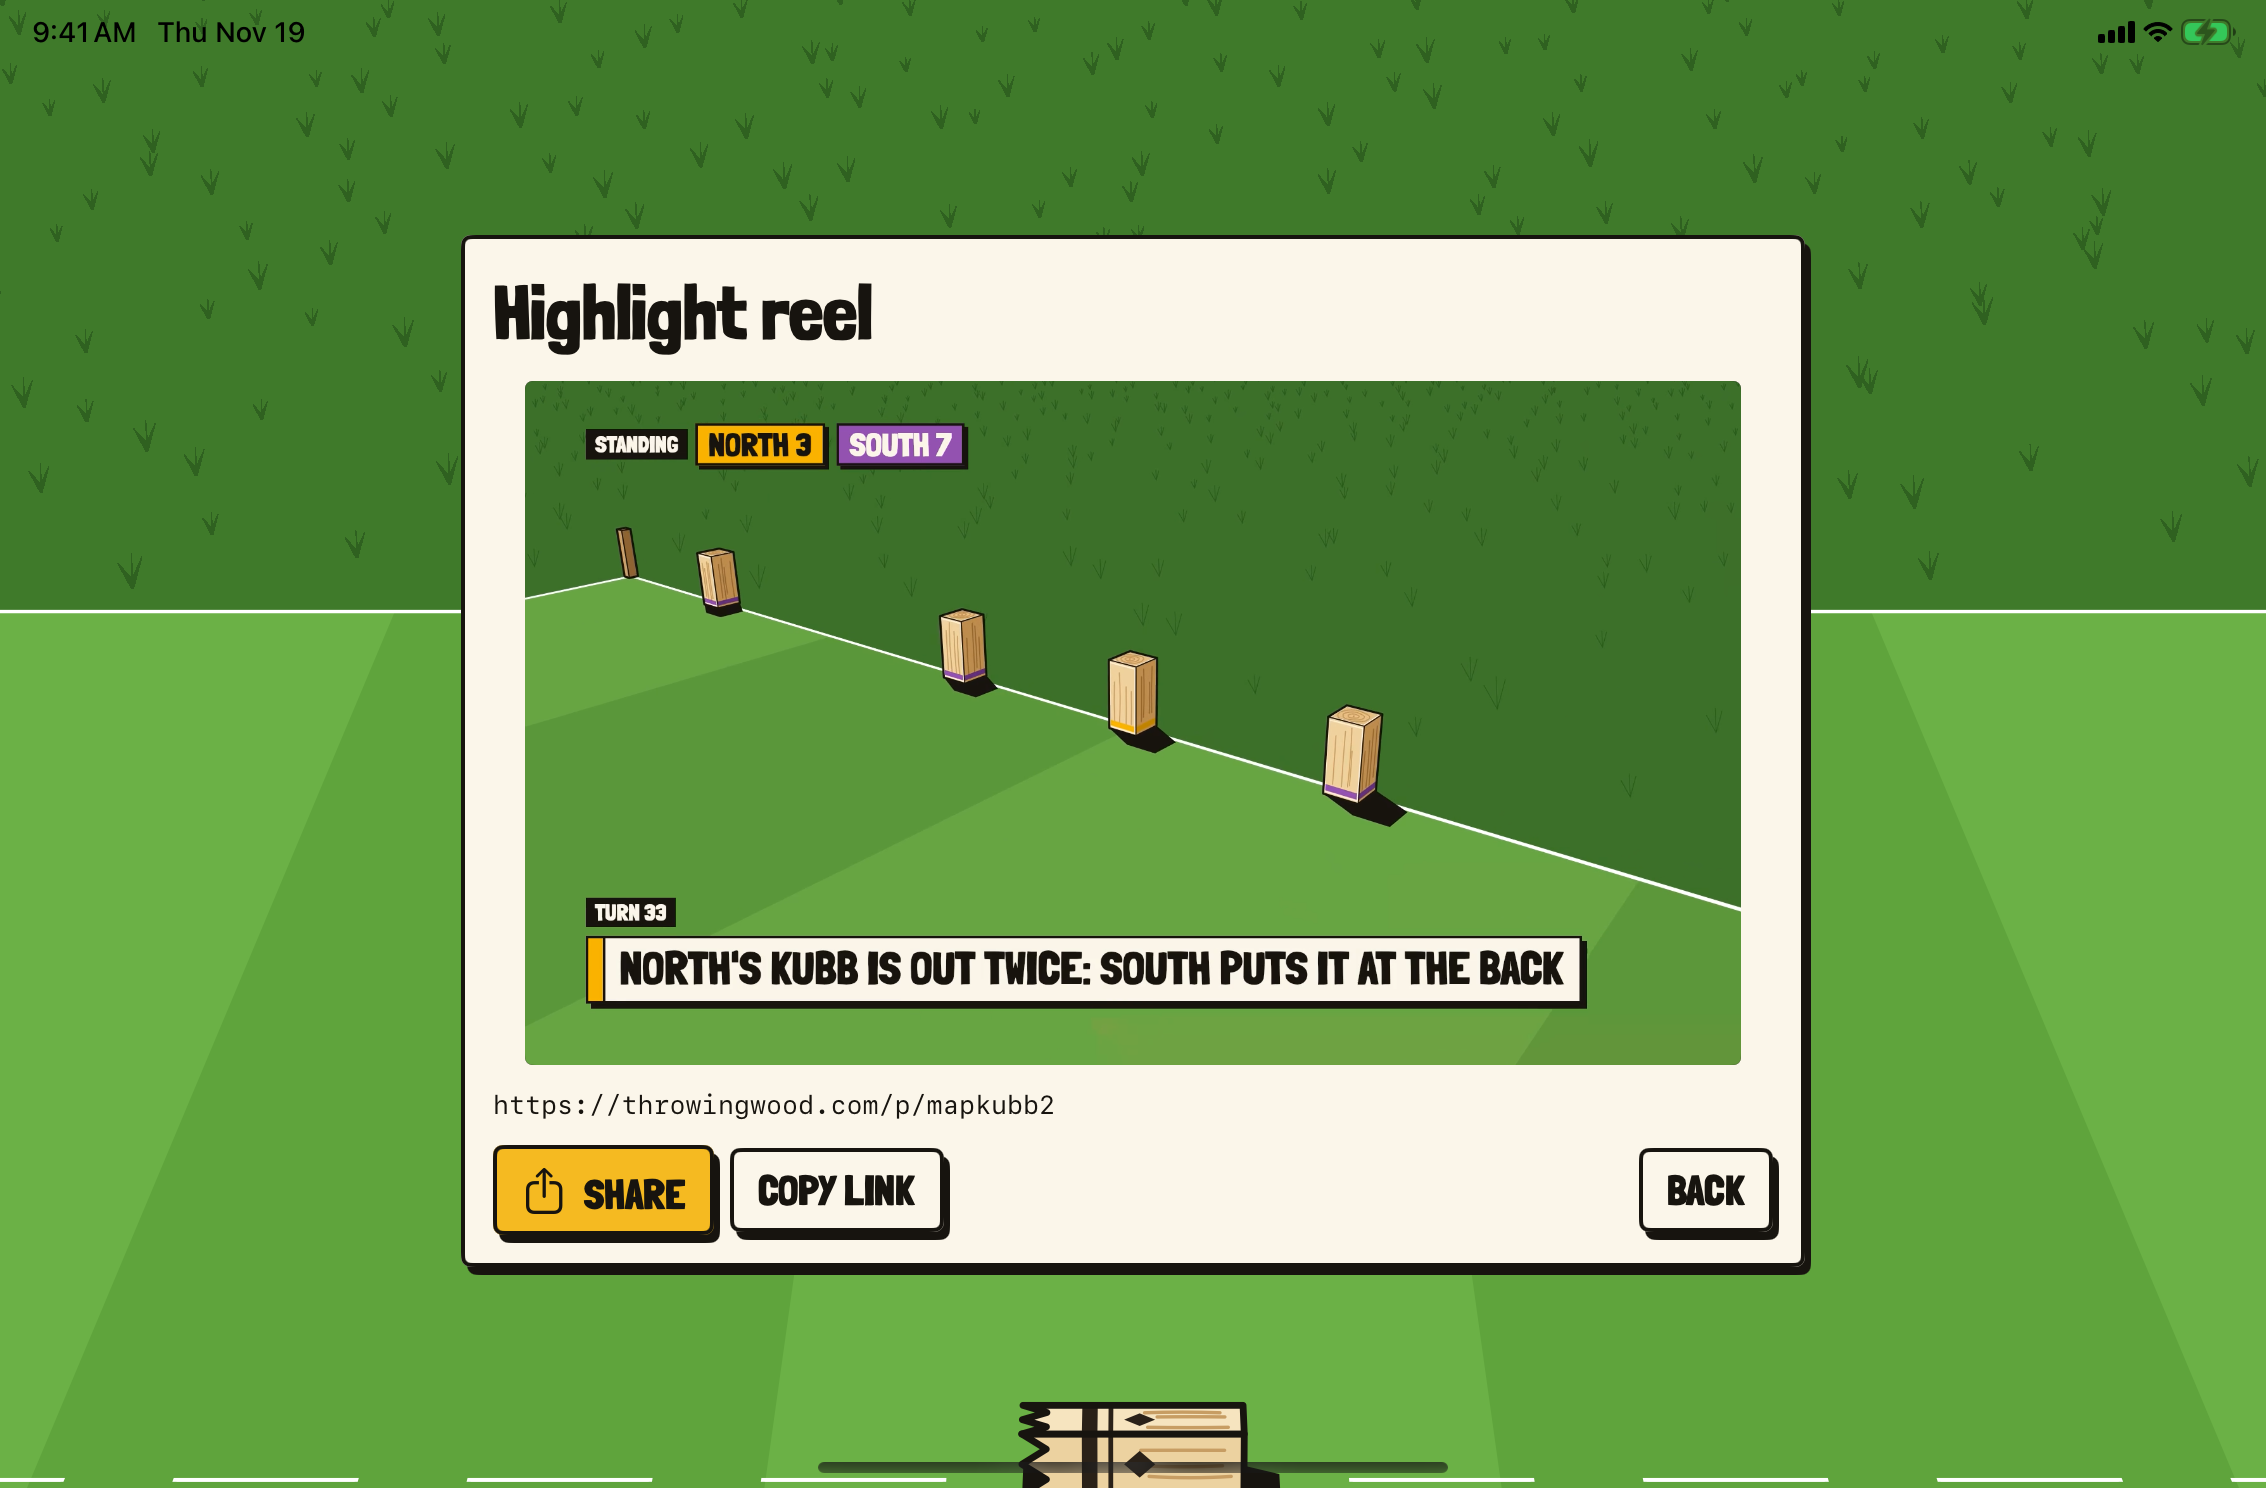 9:41 AM Thu Nov 19
Highlight reel
STANDING NORTH 3 SOUTH 7
TURN 33
NORTH'S KUBB IS OUT TWICE: SOUTH PUTS IT AT THE BACK
https://throwingwood.com/p/mapkubb2
SHARE COPY LINK BACK